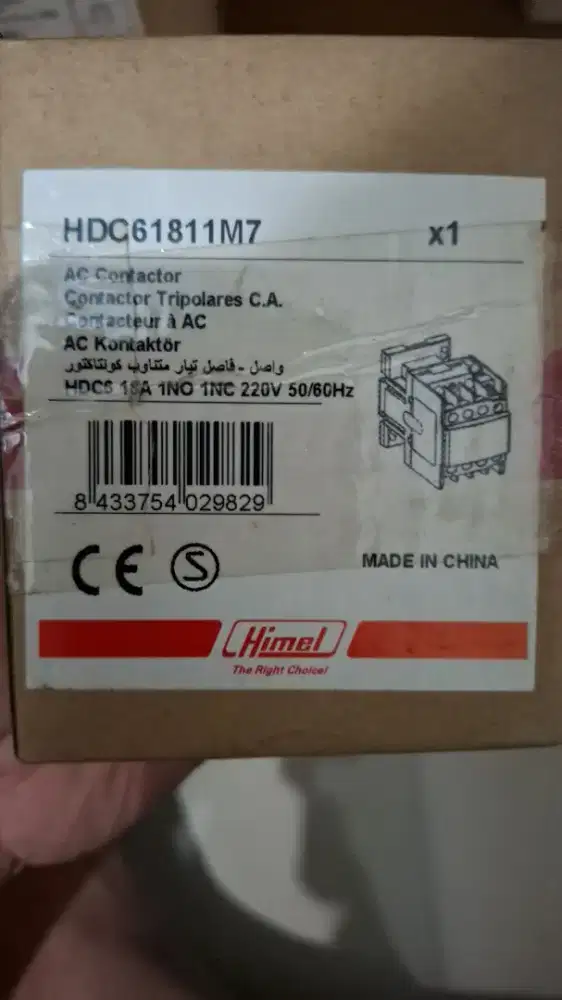 HDC61811M7 x1
AC Contactor
Contactor Tripolares C.A.
Contacteur à AC
AC Kontaktör
واصل - فاصل تيار متناوب كونتاكتور
HDC6 18A 1NO 1NC 220V 50/60Hz
8 433754 029829
CE S
MADE IN CHINA
Himel
The Right Choice!